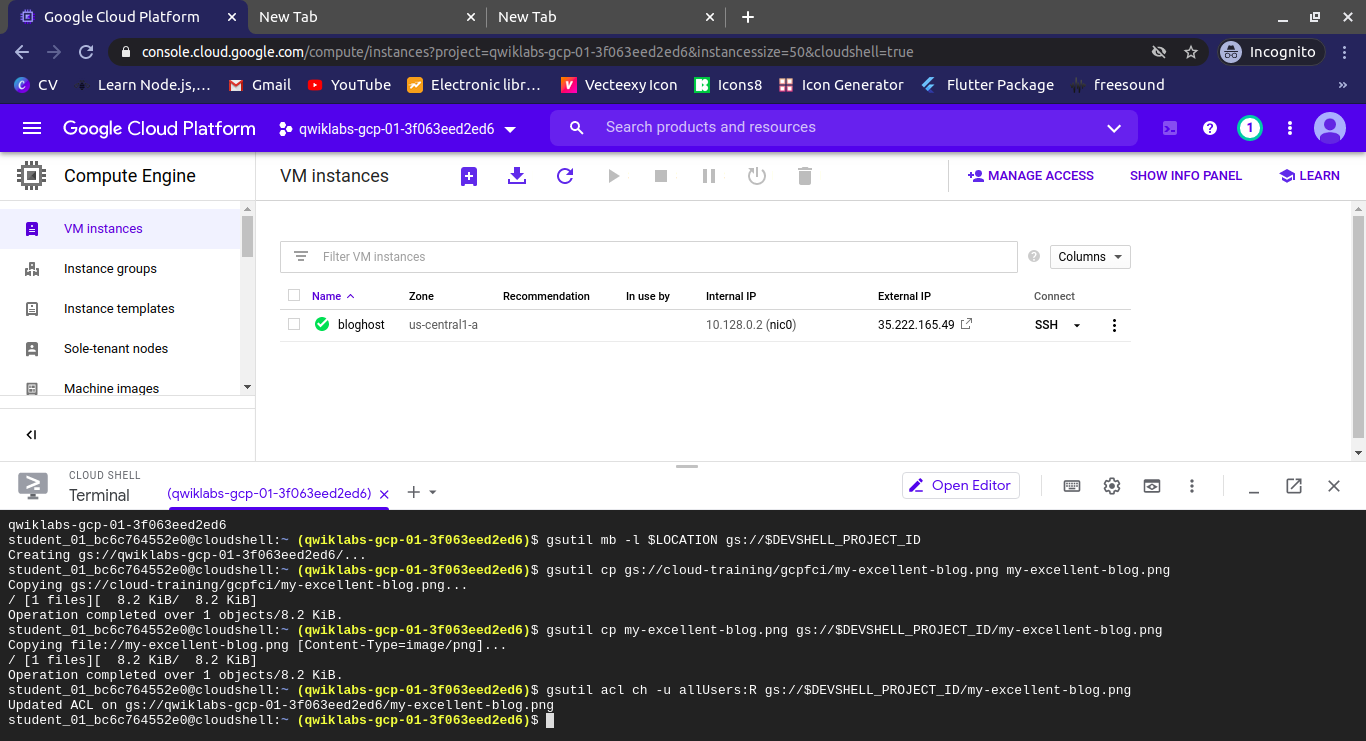 Google Cloud Platform
New Tab
New Tab
console.cloud.google.com/compute/instances?project=qwiklabs-gcp-01-3f063eed2ed6&instancessize=50&cloudshell=true
Incognito
CV
Learn Node.js,...
Gmail
YouTube
Electronic libr...
Vecteexy Icon
Icons8
Icon Generator
Flutter Package
freesound
»
Google Cloud Platform
qwiklabs-gcp-01-3f063eed2ed6
Search products and resources
1
Compute Engine
VM instances
MANAGE ACCESS
SHOW INFO PANEL
LEARN
VM instances
Instance groups
Instance templates
Sole-tenant nodes
Machine images
Filter VM instances
Columns
Name Zone Recommendation In use by Internal IP External IP Connect
bloghost us-central1-a 10.128.0.2 (nic0) 35.222.165.49 SSH
CLOUD SHELL
Terminal
(qwiklabs-gcp-01-3f063eed2ed6)
Open Editor
qwiklabs-gcp-01-3f063eed2ed6
student_01_bc6c764552e0@cloudshell:~ (qwiklabs-gcp-01-3f063eed2ed6)$ gsutil mb -l $LOCATION gs://$DEVSHELL_PROJECT_ID
Creating gs://qwiklabs-gcp-01-3f063eed2ed6/...
student_01_bc6c764552e0@cloudshell:~ (qwiklabs-gcp-01-3f063eed2ed6)$ gsutil cp gs://cloud-training/gcpfci/my-excellent-blog.png my-excellent-blog.png
Copying gs://cloud-training/gcpfci/my-excellent-blog.png...
/ [1 files][  8.2 KiB/  8.2 KiB]
Operation completed over 1 objects/8.2 KiB.
student_01_bc6c764552e0@cloudshell:~ (qwiklabs-gcp-01-3f063eed2ed6)$ gsutil cp my-excellent-blog.png gs://$DEVSHELL_PROJECT_ID/my-excellent-blog.png
Copying file://my-excellent-blog.png [Content-Type=image/png]...
/ [1 files][  8.2 KiB/  8.2 KiB]
Operation completed over 1 objects/8.2 KiB.
student_01_bc6c764552e0@cloudshell:~ (qwiklabs-gcp-01-3f063eed2ed6)$ gsutil acl ch -u allUsers:R gs://$DEVSHELL_PROJECT_ID/my-excellent-blog.png
Updated ACL on gs://qwiklabs-gcp-01-3f063eed2ed6/my-excellent-blog.png
student_01_bc6c764552e0@cloudshell:~ (qwiklabs-gcp-01-3f063eed2ed6)$